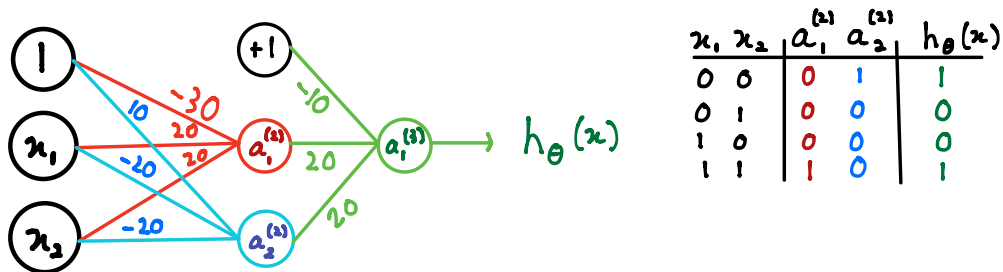 1
x₁
x₂
-30
20
20
10
-20
-20
+1
a₁⁽²⁾
a₂⁽²⁾
-10
20
20
a₁⁽³⁾
h_θ(x)
x₁ x₂ a₁⁽²⁾ a₂⁽²⁾ h_θ(x)
0 0 0 1 1
0 1 0 0 0
1 0 0 0 0
1 1 1 0 1